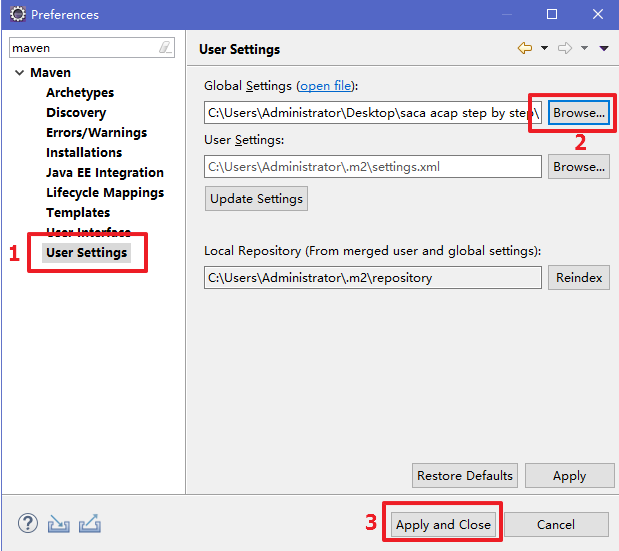 Preferences
maven
Maven
Archetypes
Discovery
Errors/Warnings
Installations
Java EE Integration
Lifecycle Mappings
Templates
User Interface
1 User Settings
User Settings
Global Settings (open file):
C:\Users\Administrator\Desktop\saca acap step by step\ Browse...
2
User Settings:
C:\Users\Administrator\.m2\settings.xml Browse...
Update Settings
Local Repository (From merged user and global settings):
C:\Users\Administrator\.m2\repository Reindex
Restore Defaults Apply
? 3 Apply and Close Cancel